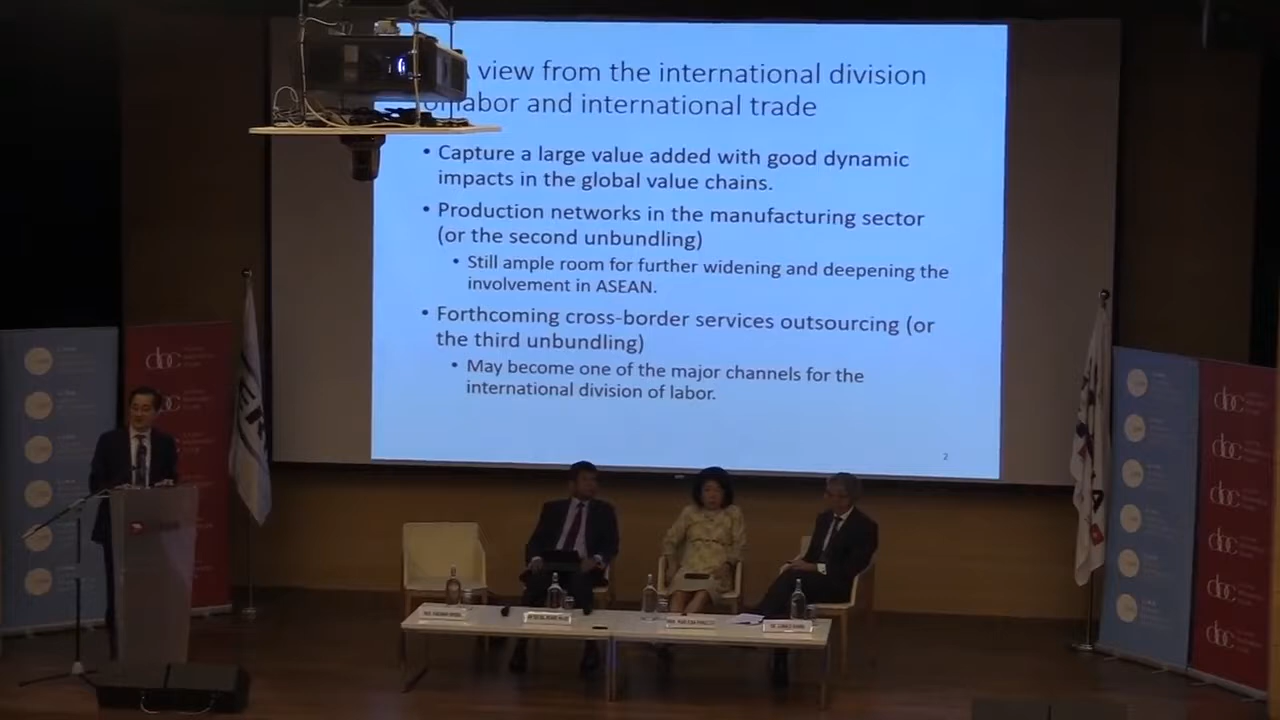 view from the international division
labor and international trade
• Capture a large value added with good dynamic
impacts in the global value chains.
• Production networks in the manufacturing sector
(or the second unbundling)
• Still ample room for further widening and deepening the
involvement in ASEAN.
• Forthcoming cross-border services outsourcing (or
the third unbundling)
• May become one of the major channels for the
international division of labor.
2